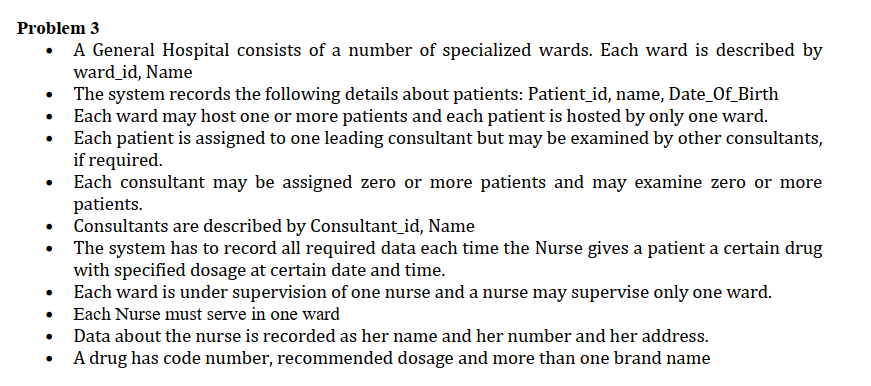 Problem 3
• A General Hospital consists of a number of specialized wards. Each ward is described by
ward_id, Name
• The system records the following details about patients: Patient_id, name, Date_Of_Birth
• Each ward may host one or more patients and each patient is hosted by only one ward.
• Each patient is assigned to one leading consultant but may be examined by other consultants,
if required.
• Each consultant may be assigned zero or more patients and may examine zero or more
patients.
• Consultants are described by Consultant_id, Name
• The system has to record all required data each time the Nurse gives a patient a certain drug
with specified dosage at certain date and time.
• Each ward is under supervision of one nurse and a nurse may supervise only one ward.
• Each Nurse must serve in one ward
• Data about the nurse is recorded as her name and her number and her address.
• A drug has code number, recommended dosage and more than one brand name